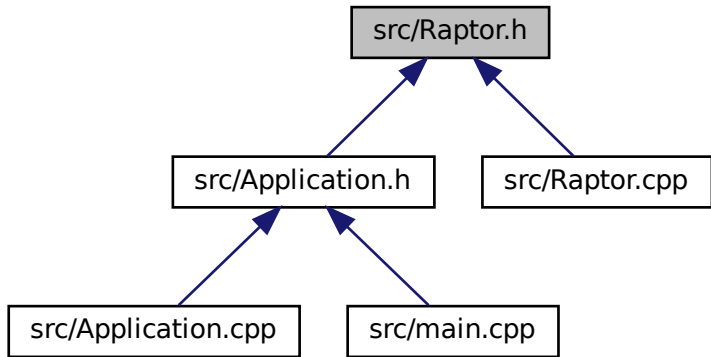 src/Raptor.h
src/Application.h
src/Raptor.cpp
src/Application.cpp
src/main.cpp